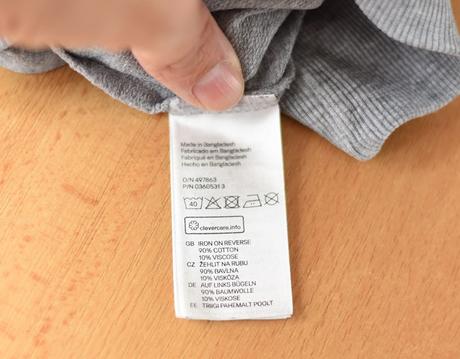 Made in Bangladesh
Fabricado em Bangladesh
Fabriqué en Bangladesh
Hecho en Bangladesh
O/N 497863
P/N 0360531 3
40
clevercare.info
GB IRON ON REVERSE
90% COTTON
10% VISCOSE
CZ ŽEHLIT NA RUBU
90% BAVLNA
10% VISKÓZA
DE AUF LINKS BÜGELN
90% BAUMWOLLE
10% VISKOSE
EE TRIIGI PAHEMALT POOLT